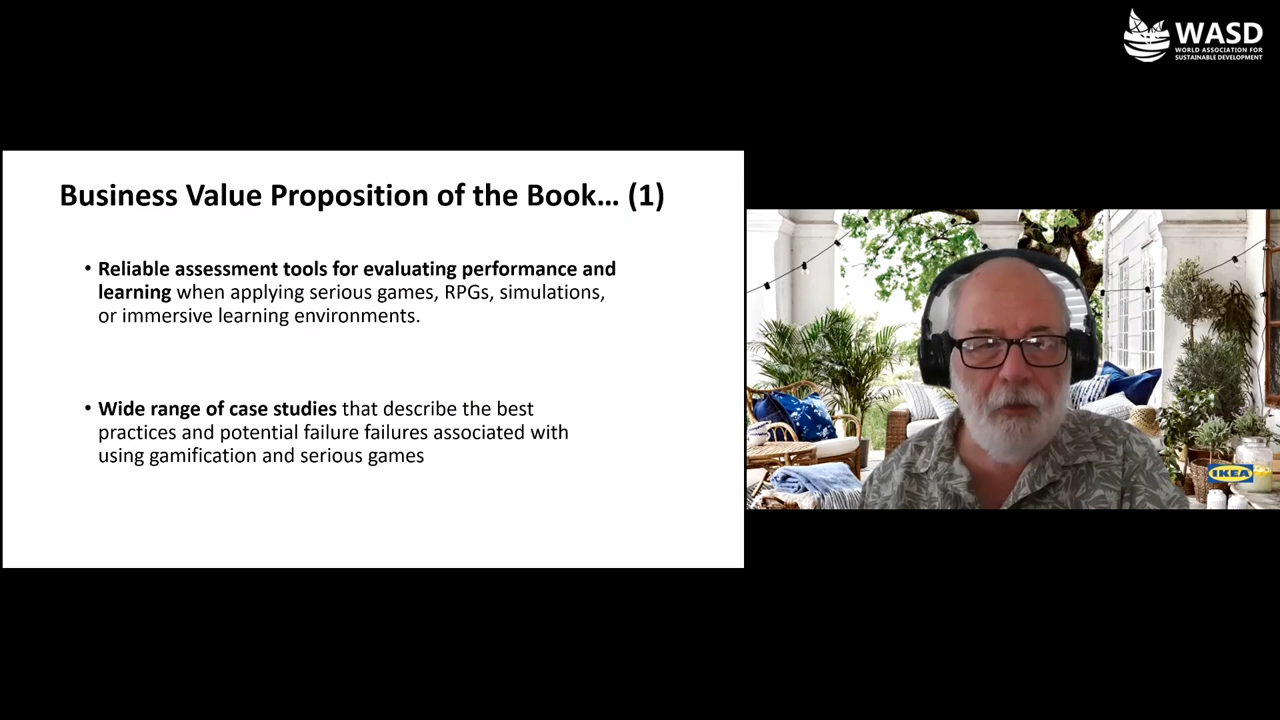 WASD
WORLD ASSOCIATION FOR
SUSTAINABLE DEVELOPMENT
Business Value Proposition of the Book... (1)
• Reliable assessment tools for evaluating performance and
learning when applying serious games, RPGs, simulations,
or immersive learning environments.
• Wide range of case studies that describe the best
practices and potential failure failures associated with
using gamification and serious games
IKEA